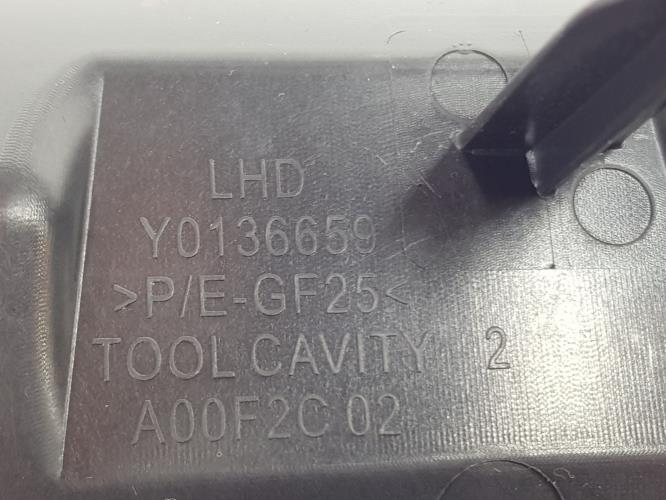 LHD
Y0136659
>P/E-GF25<
TOOL CAVITY 2
A00F2C 02